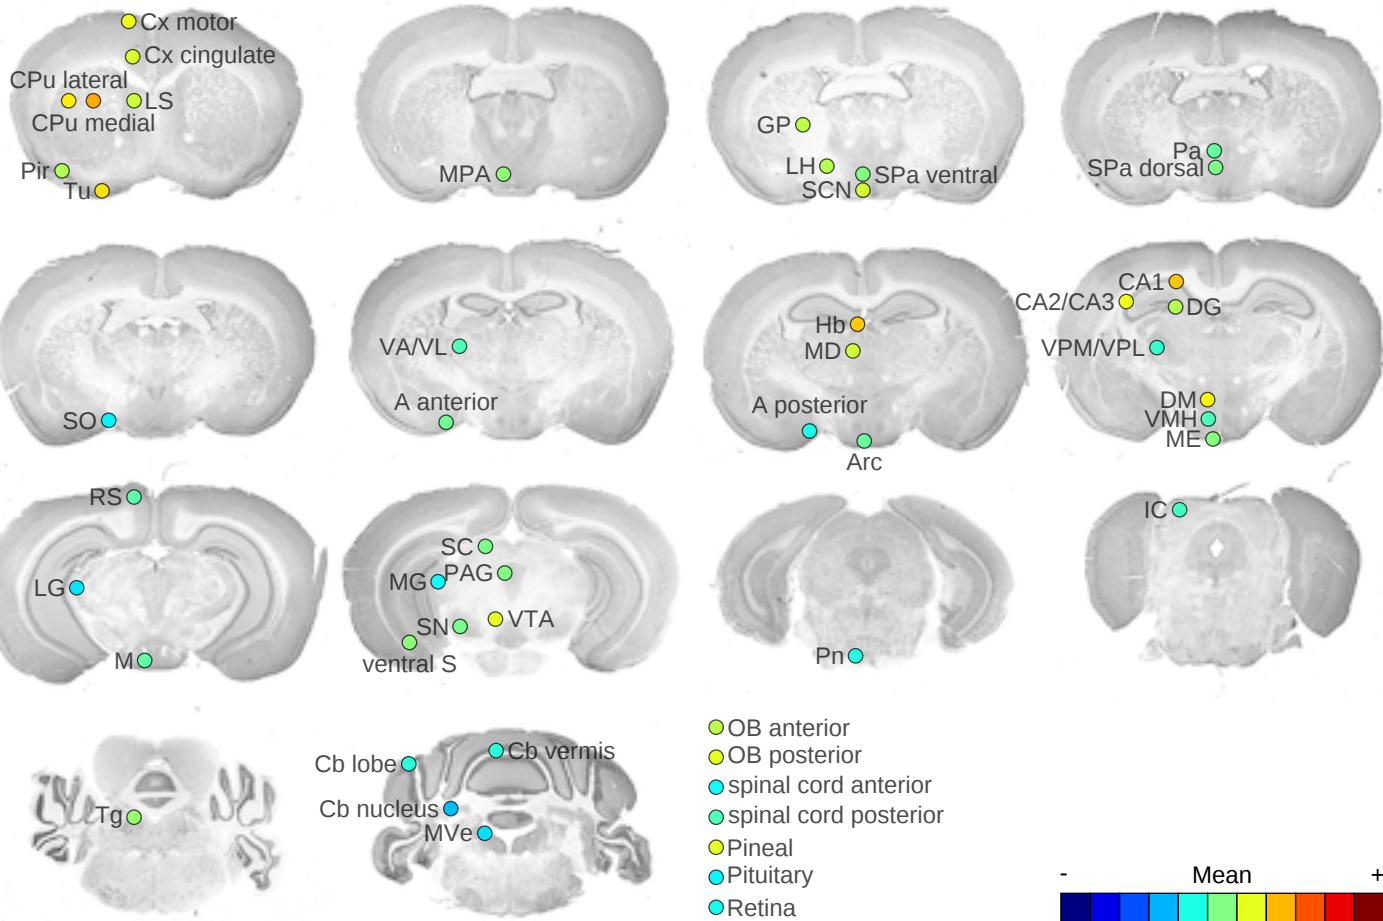 Cx motor
Cx cingulate
CPu lateral
LS
CPu medial
Pir
Tu
MPA
GP
LH
SPa ventral
SCN
Pa
SPa dorsal
SO
VA/VL
A anterior
Hb
MD
A posterior
Arc
CA1
CA2/CA3
DG
VPM/VPL
DM
VMH
ME
RS
LG
M
SC
MG
PAG
SN
VTA
ventral S
Pn
IC
Tg
Cb lobe
Cb vermis
Cb nucleus
MVe
OB anterior
OB posterior
spinal cord anterior
spinal cord posterior
Pineal
Pituitary
Retina
- Mean +